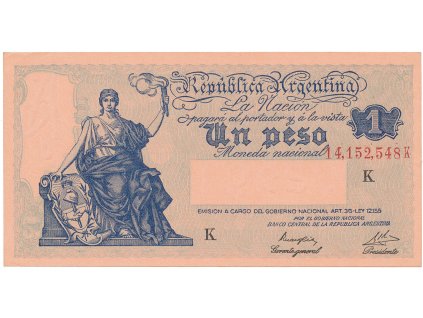 República Argentina
La Nación
pagará al portador y á la vista
Un peso
1
Moneda nacional
14,152,548 K
K
EMISION A CARGO DEL GOBIERNO NACIONAL ART. 3/5-LEY 12155
POR EL GOBIERNO NACIONAL
BANCO CENTRAL DE LA REPUBLICA ARGENTINA
K
Gerente general
Presidente